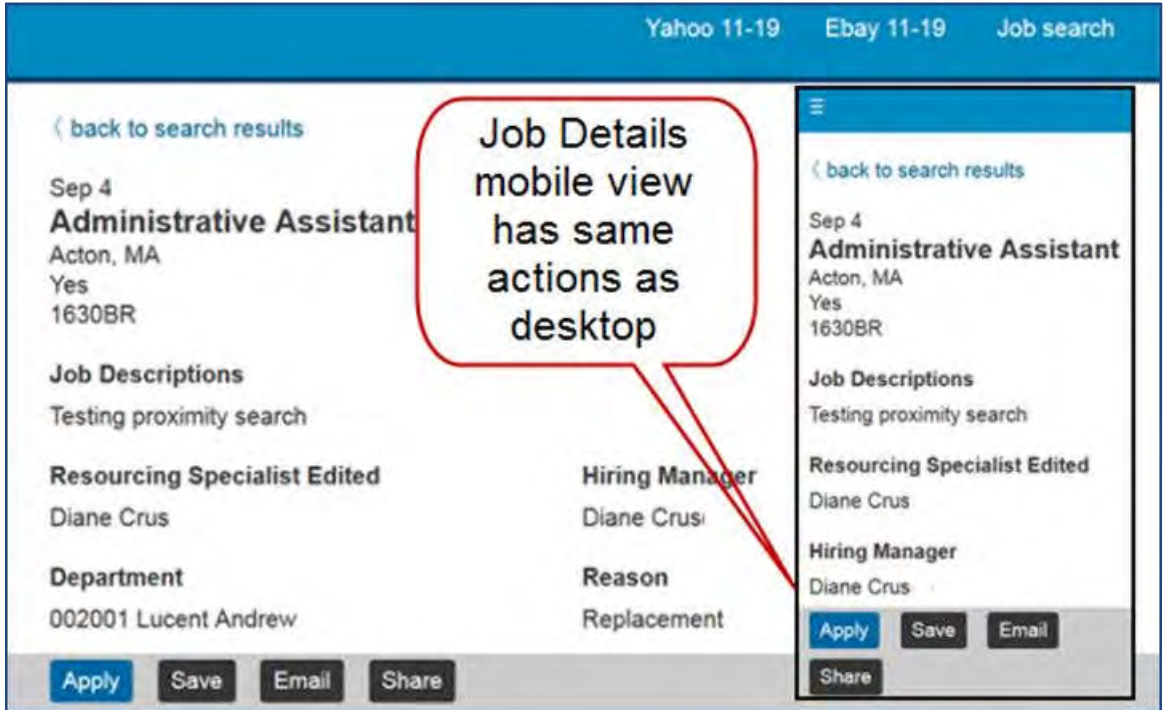 Yahoo 11-19 Ebay 11-19 Job search
⟨ back to search results
Sep 4
Administrative Assistant
Acton, MA
Yes
1630BR
Job Descriptions
Testing proximity search
Resourcing Specialist Edited
Diane Crus
Hiring Manager
Diane Crus
Department
002001 Lucent Andrew
Reason
Replacement
Apply Save Email Share
Job Details
mobile view
has same
actions as
desktop
☰
⟨ back to search results
Sep 4
Administrative Assistant
Acton, MA
Yes
1630BR
Job Descriptions
Testing proximity search
Resourcing Specialist Edited
Diane Crus
Hiring Manager
Diane Crus
Apply Save Email
Share